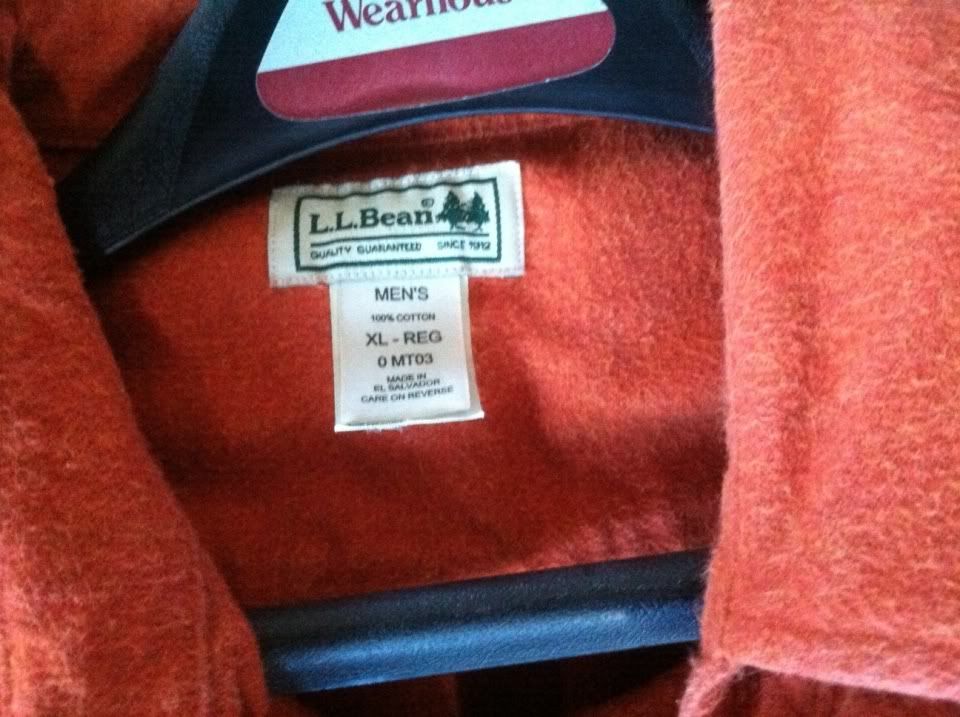 Wearhous
L.L.Bean®
QUALITY GUARANTEED SINCE 1912
MEN'S
100% COTTON
XL - REG
0 MT03
MADE IN
EL SALVADOR
CARE ON REVERSE